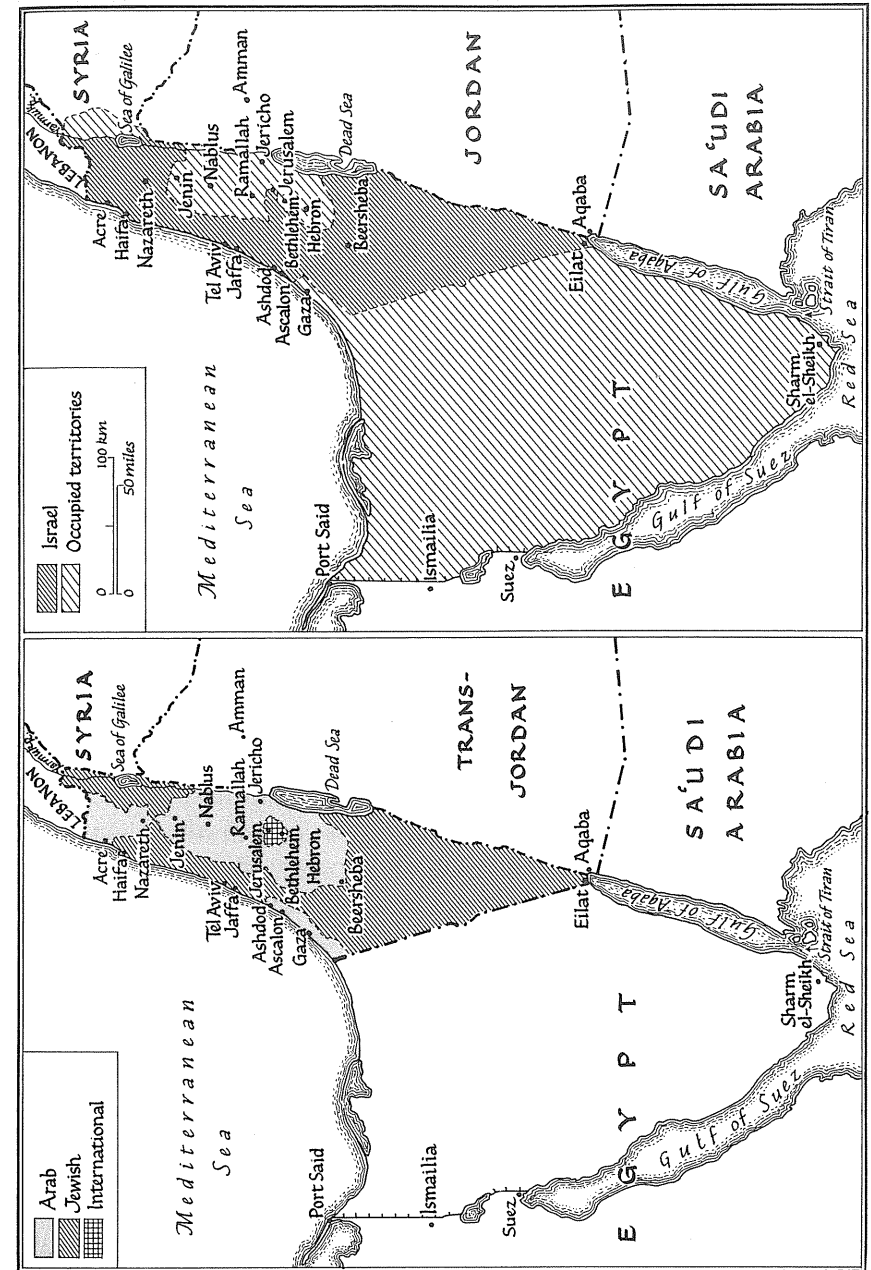 Arab
Jewish
International
LEBANON
SYRIA
Sea of Galilee
Acre
Haifa
Nazareth
Mediterranean
Sea
Jenin
Nablus
Tel Aviv
Jaffa
Ramallah
Amman
Jericho
Ashdod
Jerusalem
Ascalon
Bethlehem
Gaza
Hebron
Dead Sea
Beersheba
Port Said
TRANS-
JORDAN
Ismailia
Suez
Eilat
Aqaba
EGYPT
Gulf of Suez
Gulf of Aqaba
SA'UDI
ARABIA
Sharm
el-Sheikh
Strait of Tiran
Red Sea
Israel
Occupied territories
0 100 km
0 50 miles
LEBANON
SYRIA
Sea of Galilee
Acre
Haifa
Nazareth
Mediterranean
Sea
Jenin
Nablus
Tel Aviv
Jaffa
Ramallah
Amman
Jericho
Ashdod
Jerusalem
Ascalon
Bethlehem
Gaza
Hebron
Dead Sea
Beersheba
Port Said
JORDAN
Ismailia
Suez
Eilat
Aqaba
EGYPT
Gulf of Suez
Gulf of Aqaba
SA'UDI
ARABIA
Sharm
el-Sheikh
Strait of Tiran
Red Sea